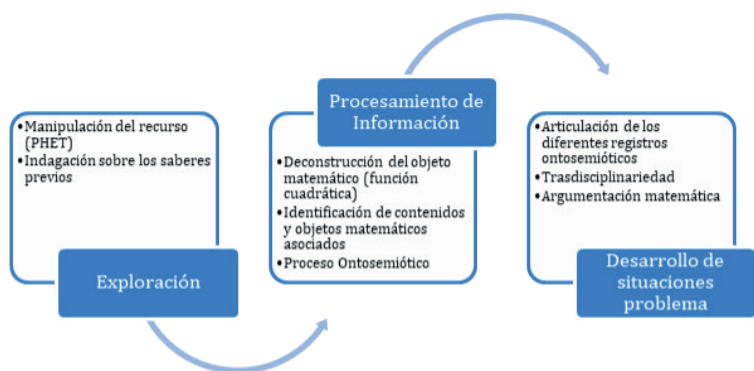 •Manipulación del recurso
(PHET)
•Indagación sobre los saberes
previos
Exploración
Procesamiento de
Información
•Deconstrucción del objeto
matemático (función
cuadrática)
•Identificación de contenidos
y objetos matemáticos
asociados
•Proceso Ontosemiótico
•Articulación de los
diferentes registros
ontosemióticos
•Trasdisciplinariedad
•Argumentación matemática
Desarrollo de
situaciones
problema